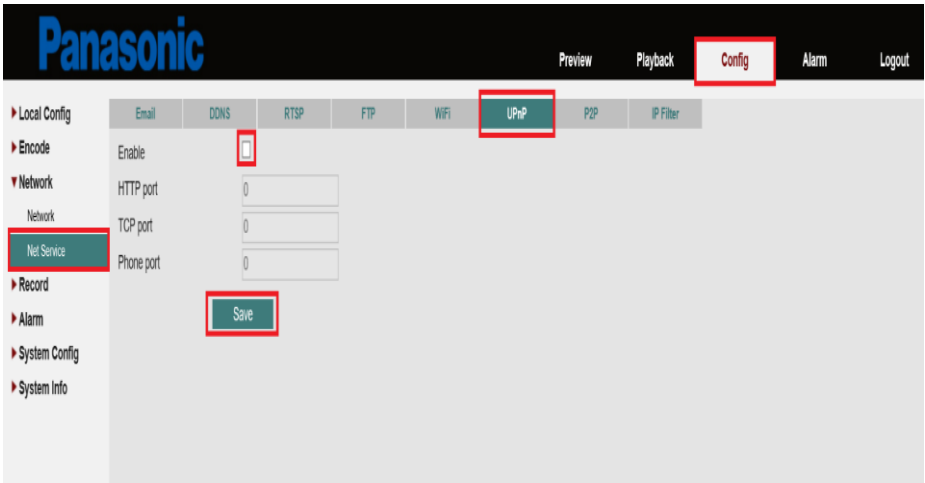 Panasonic
Preview Playback Config Alarm Logout
Local Config
Encode
Network
Network
Net Service
Record
Alarm
System Config
System Info
Email DDNS RTSP FTP WiFi UPnP P2P IP Filter
Enable
HTTP port 0
TCP port 0
Phone port 0
Save